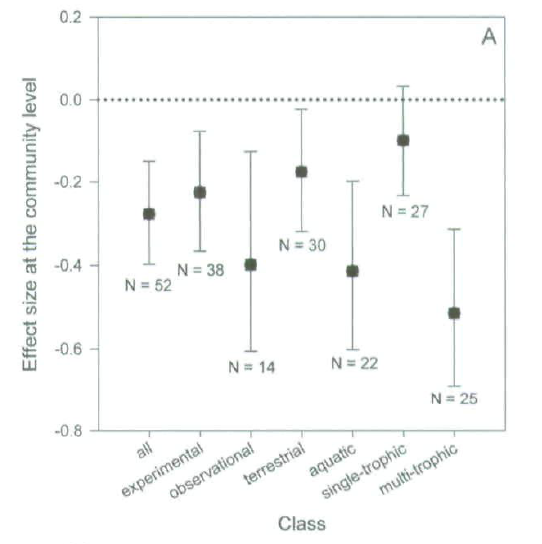 A
0.2
0.0
-0.2
-0.4
-0.6
-0.8
Effect size at the community level
N = 52
N = 38
N = 14
N = 30
N = 22
N = 27
N = 25
all
experimental
observational
terrestrial
aquatic
single-trophic
multi-trophic
Class